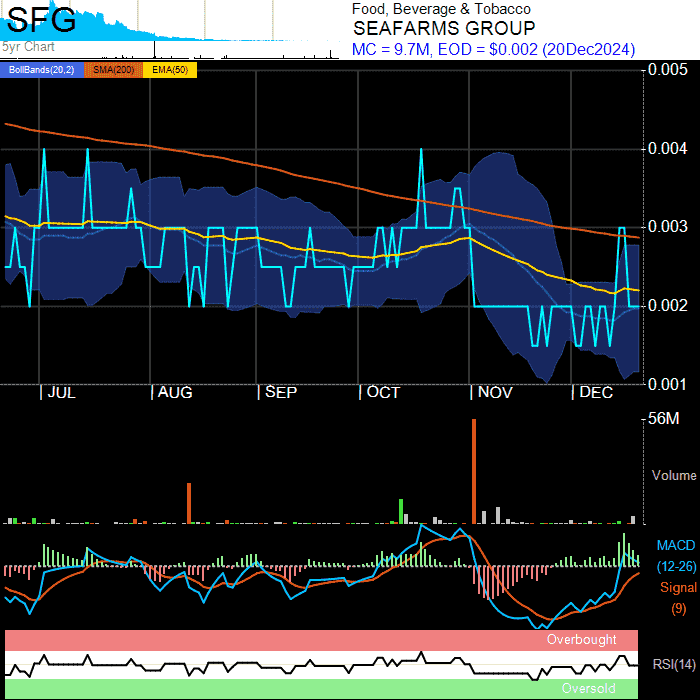 SFG
5yr Chart
Food, Beverage & Tobacco
SEAFARMS GROUP
MC = 9.7M, EOD = $0.002 (20Dec2024)
BollBands(20,2) SMA(200) EMA(50)
0.005
0.004
0.003
0.002
0.001
| JUL | AUG | SEP | OCT | NOV | DEC
56M
Volume
MACD
(12-26)
Signal
(9)
Overbought
RSI(14)
Oversold